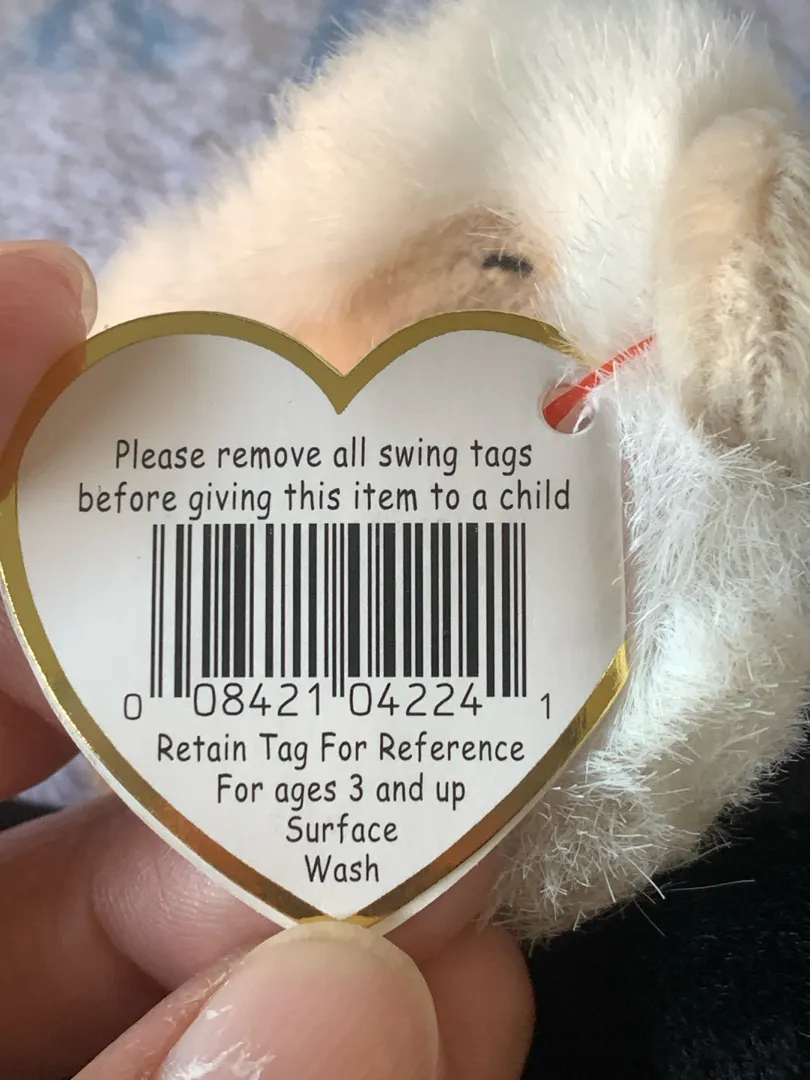 Please remove all swing tags
before giving this item to a child
0 08421 04224 1
Retain Tag For Reference
For ages 3 and up
Surface
Wash